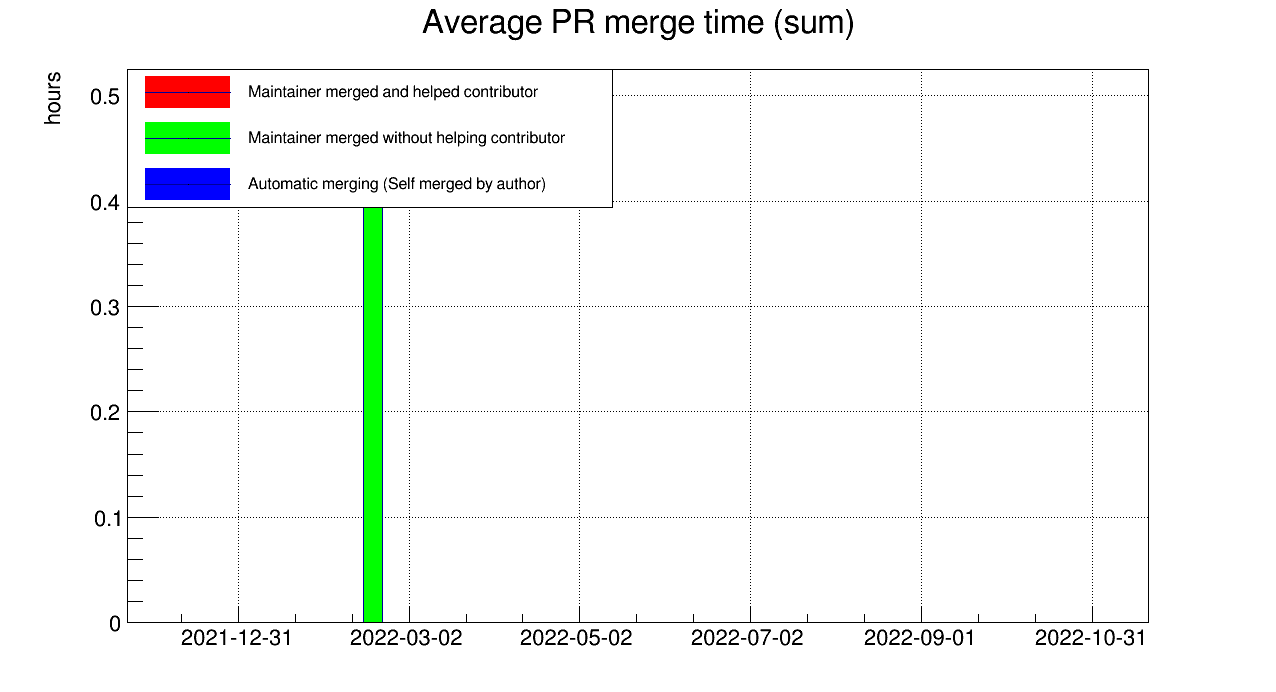 Average PR merge time (sum)
hours
Maintainer merged and helped contributor
Maintainer merged without helping contributor
Automatic merging (Self merged by author)
0.5
0.4
0.3
0.2
0.1
0
2021-12-31 2022-03-02 2022-05-02 2022-07-02 2022-09-01 2022-10-31